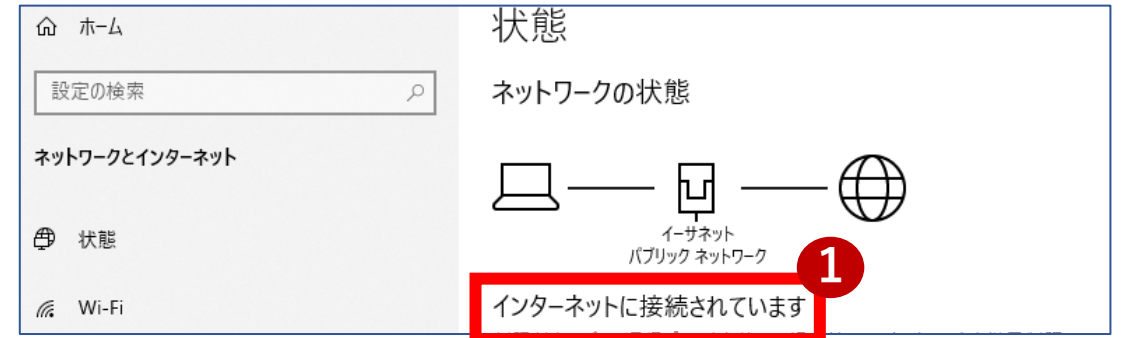 ホーム
設定の検索
ネットワークとインターネット
状態
Wi-Fi
状態
ネットワークの状態
イーサネット
パブリック ネットワーク
1
インターネットに接続されています